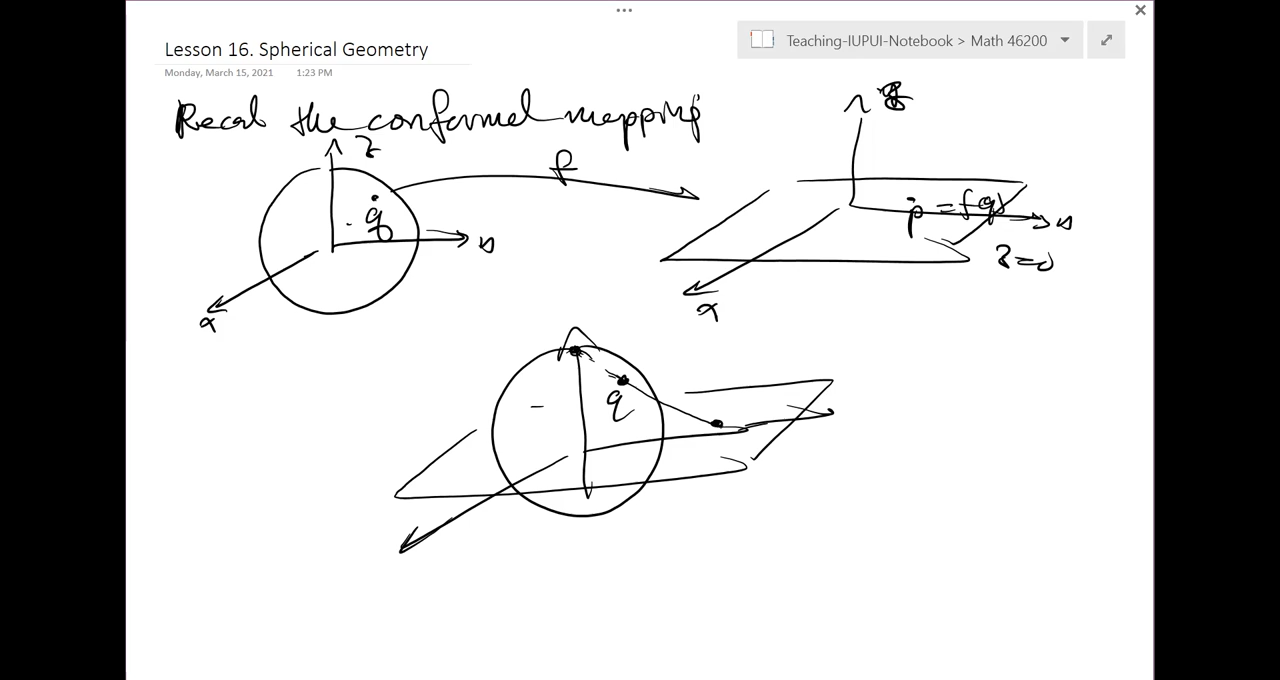 Teaching-IUPUI-Notebook > Math 46200
Lesson 16. Spherical Geometry
Monday, March 15, 2021 1:23 PM
Recall the conformal mapping
z
f
q
p = f(q)
y
y
z=0
x
x
q